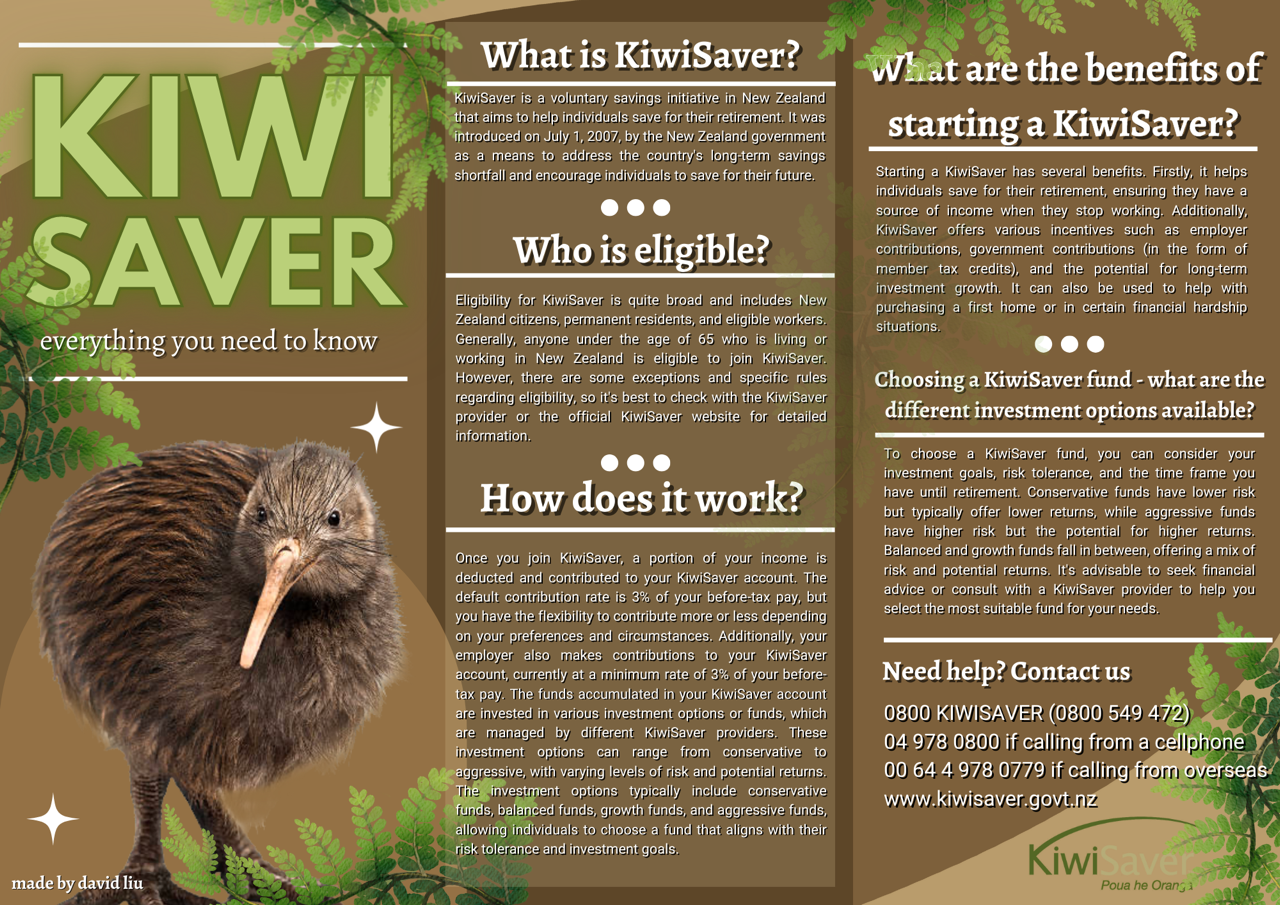 KIWI
SAVER
everything you need to know
made by david liu
What is KiwiSaver?
KiwiSaver is a voluntary savings initiative in New Zealand
that aims to help individuals save for their retirement. It was
introduced on July 1, 2007, by the New Zealand government
as a means to address the country's long-term savings
shortfall and encourage individuals to save for their future.
Who is eligible?
Eligibility for KiwiSaver is quite broad and includes New
Zealand citizens, permanent residents, and eligible workers.
Generally, anyone under the age of 65 who is living or
working in New Zealand is eligible to join KiwiSaver.
However, there are some exceptions and specific rules
regarding eligibility, so it's best to check with the KiwiSaver
provider or the official KiwiSaver website for detailed
information.
How does it work?
Once you join KiwiSaver, a portion of your income is
deducted and contributed to your KiwiSaver account. The
default contribution rate is 3% of your before-tax pay, but
you have the flexibility to contribute more or less depending
on your preferences and circumstances. Additionally, your
employer also makes contributions to your KiwiSaver
account, currently at a minimum rate of 3% of your before-
tax pay. The funds accumulated in your KiwiSaver account
are invested in various investment options or funds, which
are managed by different KiwiSaver providers. These
investment options can range from conservative to
aggressive, with varying levels of risk and potential returns.
The investment options typically include conservative
funds, balanced funds, growth funds, and aggressive funds,
allowing individuals to choose a fund that aligns with their
risk tolerance and investment goals.
What are the benefits of
starting a KiwiSaver?
Starting a KiwiSaver has several benefits. Firstly, it helps
individuals save for their retirement, ensuring they have a
source of income when they stop working. Additionally,
KiwiSaver offers various incentives such as employer
contributions, government contributions (in the form of
member tax credits), and the potential for long-term
investment growth. It can also be used to help with
purchasing a first home or in certain financial hardship
situations.
Choosing a KiwiSaver fund - what are the
different investment options available?
To choose a KiwiSaver fund, you can consider your
investment goals, risk tolerance, and the time frame you
have until retirement. Conservative funds have lower risk
but typically offer lower returns, while aggressive funds
have higher risk but the potential for higher returns.
Balanced and growth funds fall in between, offering a mix of
risk and potential returns. It's advisable to seek financial
advice or consult with a KiwiSaver provider to help you
select the most suitable fund for your needs.
Need help? Contact us
0800 KIWISAVER (0800 549 472)
04 978 0800 if calling from a cellphone
00 64 4 978 0779 if calling from overseas
www.kiwisaver.govt.nz
KiwiSaver
Poua he Oranga